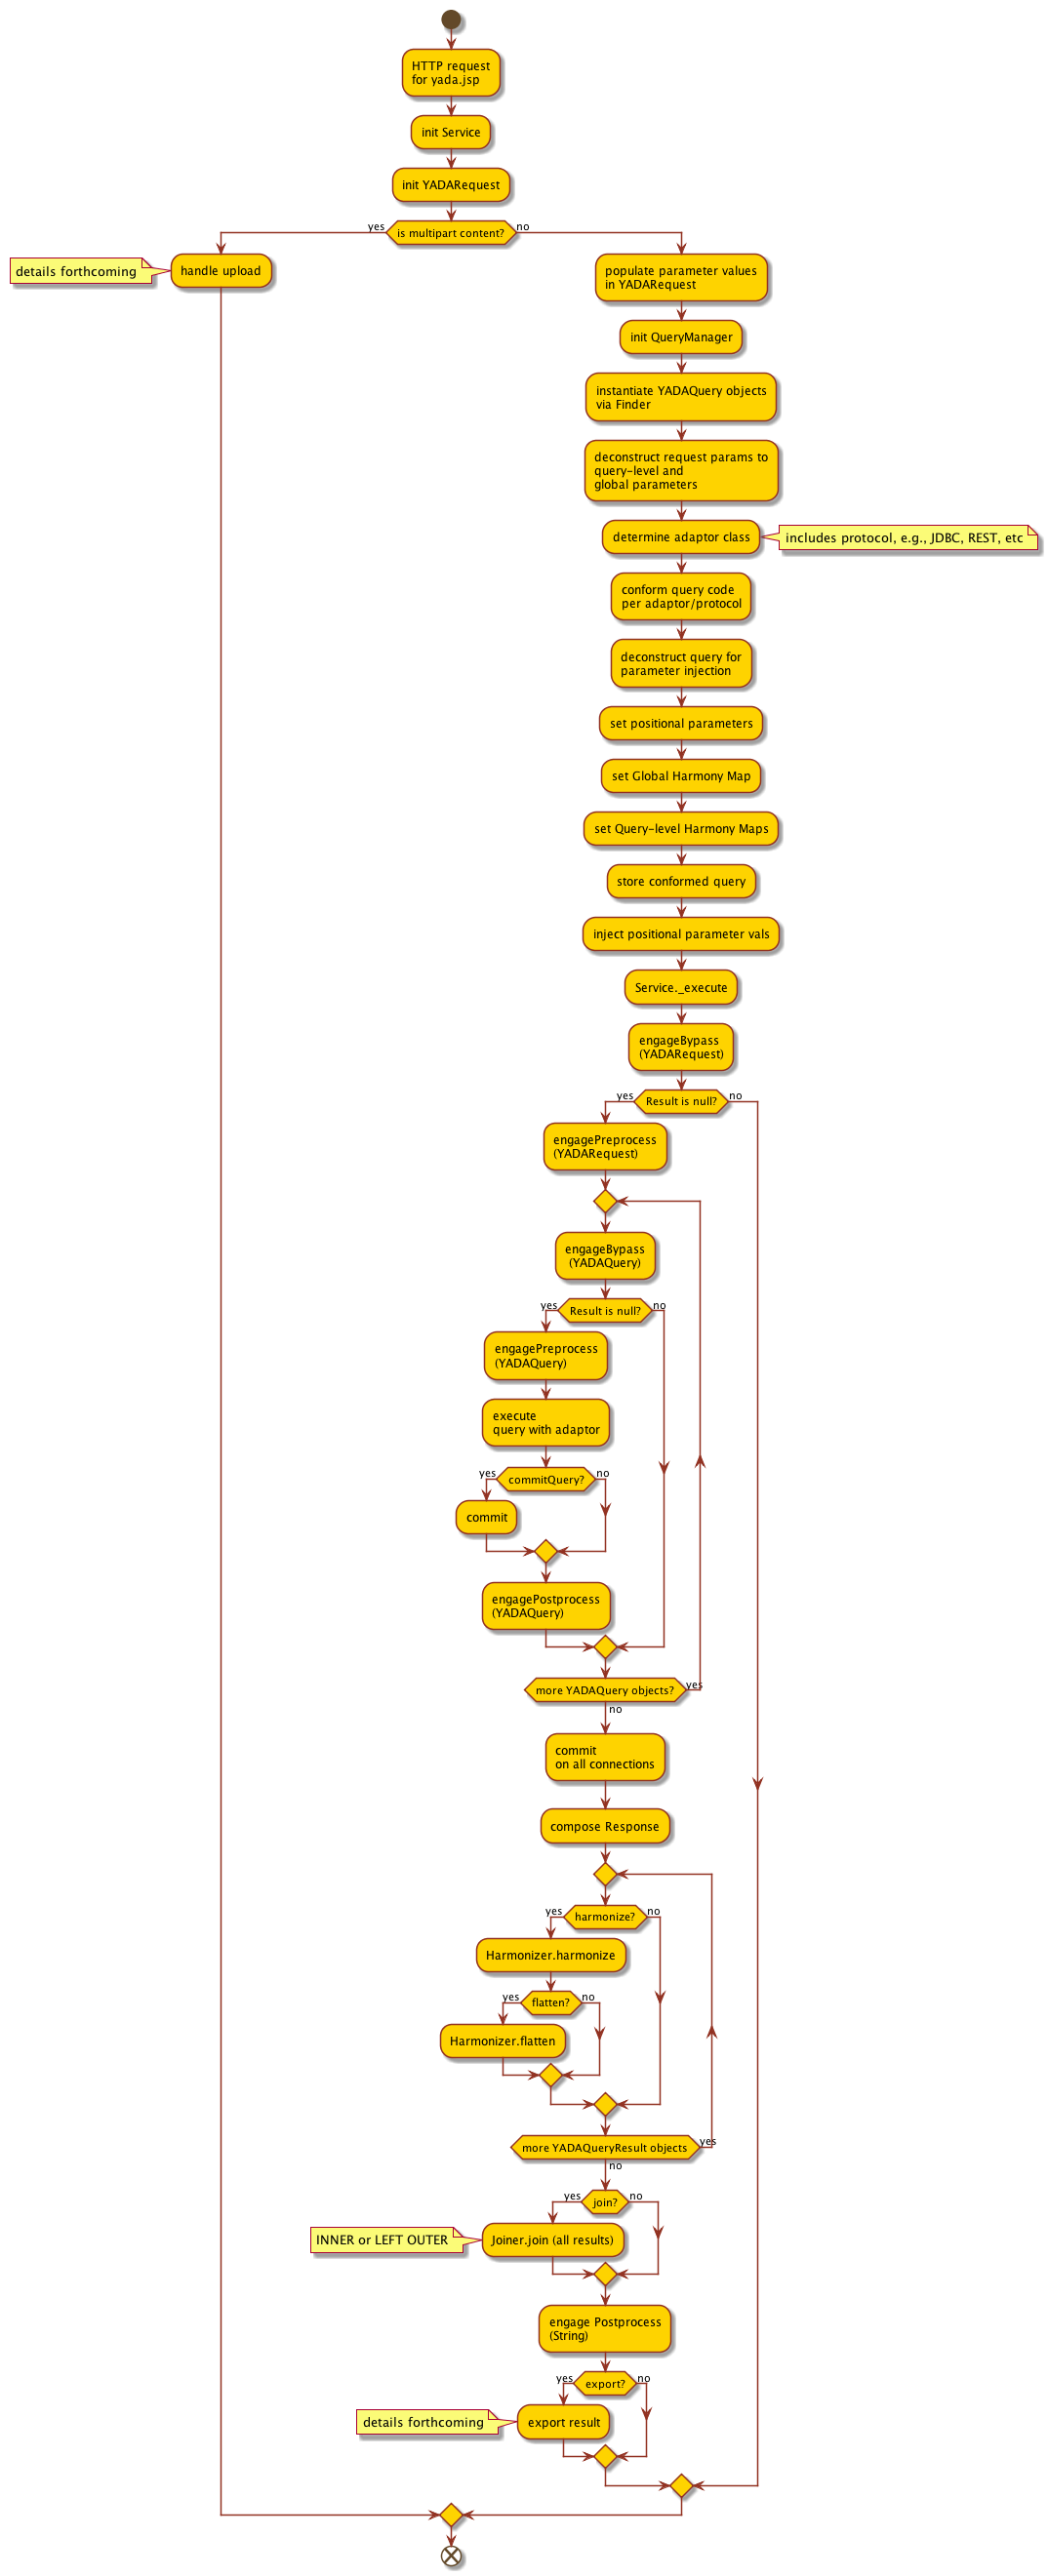 HTTP request
for yada.jsp
init Service
init YADARequest
yes
is multipart content?
no
details forthcoming
handle upload
populate parameter values
in YADARequest
init QueryManager
instantiate YADAQuery objects
via Finder
deconstruct request params to
query-level and
global parameters
determine adaptor class
includes protocol, e.g., JDBC, REST, etc
conform query code
per adaptor/protocol
deconstruct query for
parameter injection
set positional parameters
set Global Harmony Map
set Query-level Harmony Maps
store conformed query
inject positional parameter vals
Service._execute
engageBypass
(YADARequest)
yes
Result is null?
no
engagePreprocess
(YADARequest)
engageBypass
(YADAQuery)
yes
Result is null?
no
engagePreprocess
(YADAQuery)
execute
query with adaptor
yes
commitQuery?
no
commit
engagePostprocess
(YADAQuery)
more YADAQuery objects?
yes
no
commit
on all connections
compose Response
yes
harmonize?
no
Harmonizer.harmonize
yes
flatten?
no
Harmonizer.flatten
more YADAQueryResult objects
yes
no
yes
join?
no
INNER or LEFT OUTER
Joiner.join (all results)
engage Postprocess
(String)
yes
export?
no
details forthcoming
export result